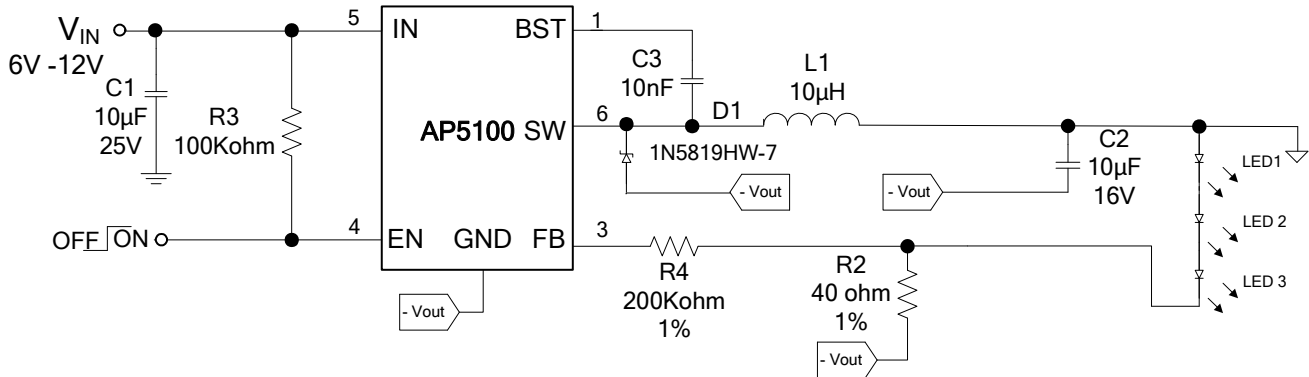 V_IN
6V -12V
C1
10µF
25V
R3
100Kohm
OFF ON
5
IN
BST
1
AP5100
SW
6
4
EN
GND
FB
3
C3
10nF
D1
1N5819HW-7
L1
10µH
- Vout
- Vout
C2
10µF
16V
LED1
LED 2
LED 3
- Vout
R4
200Kohm
1%
R2
40 ohm
1%
- Vout